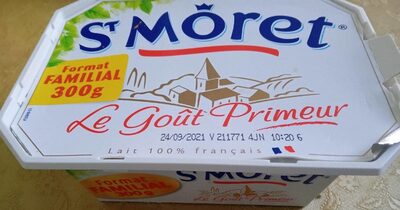 ST MÔRET®
Format
FAMILIAL
300g
Le Goût Primeur
24/09/2021 V 211771 4JN 10:20 6
Lait 100% français
Format
FAMILIAL
300g
ST MÔRET